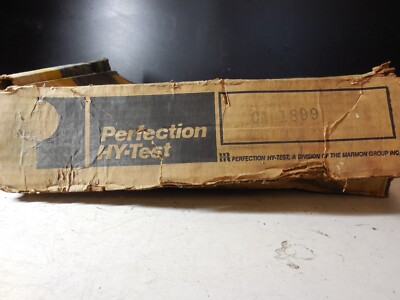 Perfection
HY-Test
CA 1899
PERFECTION HY-TEST, A DIVISION OF THE MARMON GROUP INC.